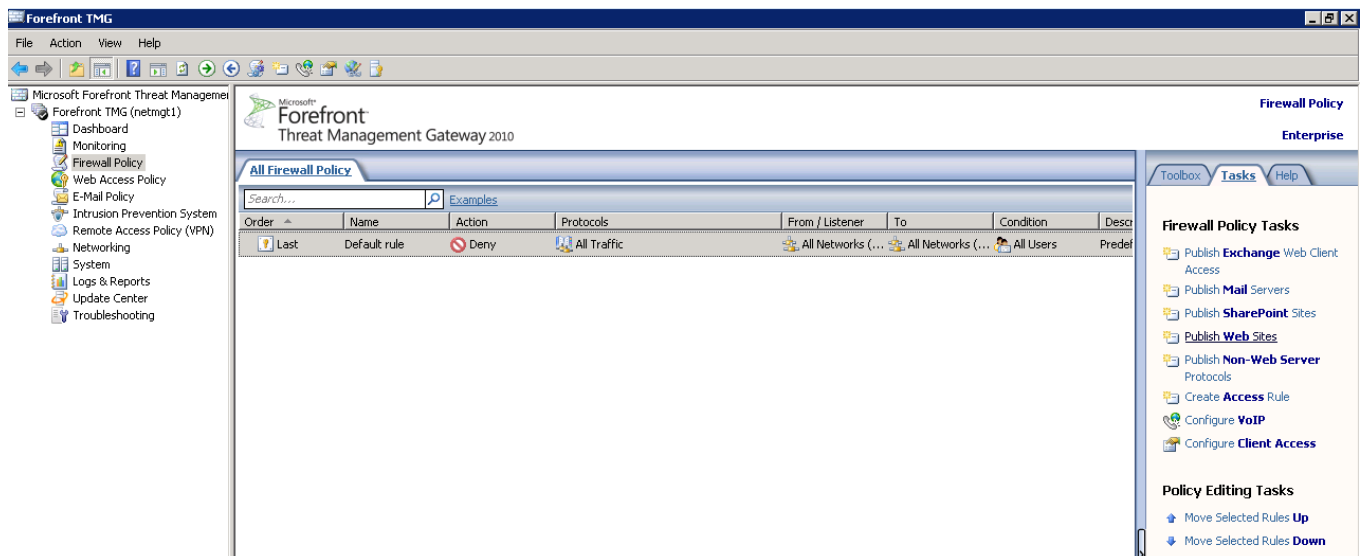 Forefront TMG
File Action View Help
Microsoft Forefront Threat Managemen
Forefront TMG (netmgt1)
Dashboard
Monitoring
Firewall Policy
Web Access Policy
E-Mail Policy
Intrusion Prevention System
Remote Access Policy (VPN)
Networking
System
Logs & Reports
Update Center
Troubleshooting
Microsoft
Forefront
Threat Management Gateway 2010
Firewall Policy
Enterprise
All Firewall Policy
Search... Examples
Order Name Action Protocols From / Listener To Condition Descr
Last Default rule Deny All Traffic All Networks (... All Networks (... All Users Predef
Toolbox Tasks Help
Firewall Policy Tasks
Publish Exchange Web Client
Access
Publish Mail Servers
Publish SharePoint Sites
Publish Web Sites
Publish Non-Web Server
Protocols
Create Access Rule
Configure VoIP
Configure Client Access
Policy Editing Tasks
Move Selected Rules Up
Move Selected Rules Down